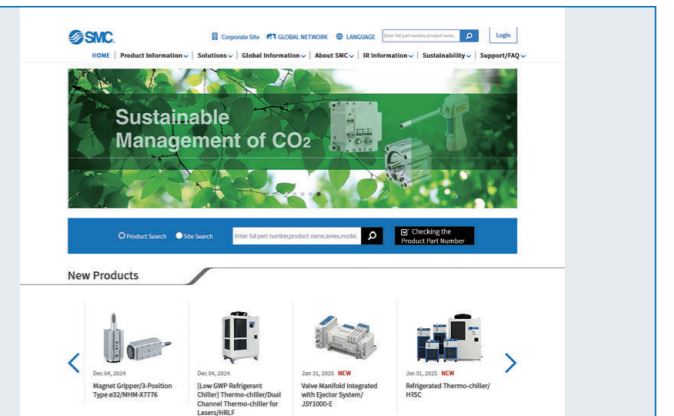 SMC.
Corporate Site GLOBAL NETWORK LANGUAGE Enter full part number,product name.. Login
HOME Product Information Solutions Global Information About SMC IR Information Sustainability Support/FAQ
Sustainable
Management of CO2
Product Search Site Search Enter full part number,product name,series,model. Checking the
Product Part Number
New Products
Dec 04, 2024 Dec 04, 2024 Jan 31, 2025 NEW Jan 31, 2025 NEW
Magnet Gripper/3-Position [Low GWP Refrigerant Valve Manifold Integrated Refrigerated Thermo-chiller/
Type ø32/MHM-X7776 Chiller] Thermo-chiller/Dual with Ejector System/ HRSC
Channel Thermo-chiller for JSY1000-E
Lasers/HRLF